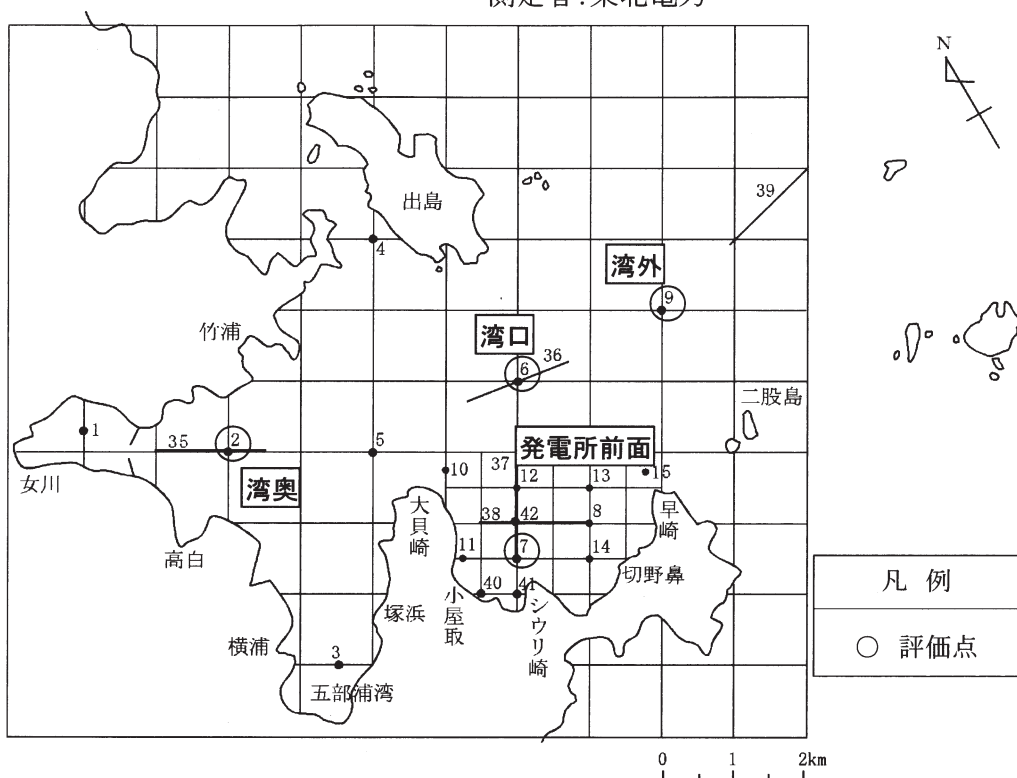 測定者:東北電力
N
出島
39
4
湾外
9
竹浦
湾口
36
6
二股島
1
35
2
5
発電所前面
10
37
12
13
15
女川
湾奥
大貝崎
38
42
8
早崎
高白
11
7
14
切野鼻
小屋取
40
41
シウリ崎
塚浜
横浦
3
五部浦湾
凡 例
○ 評価点
0 1 2km